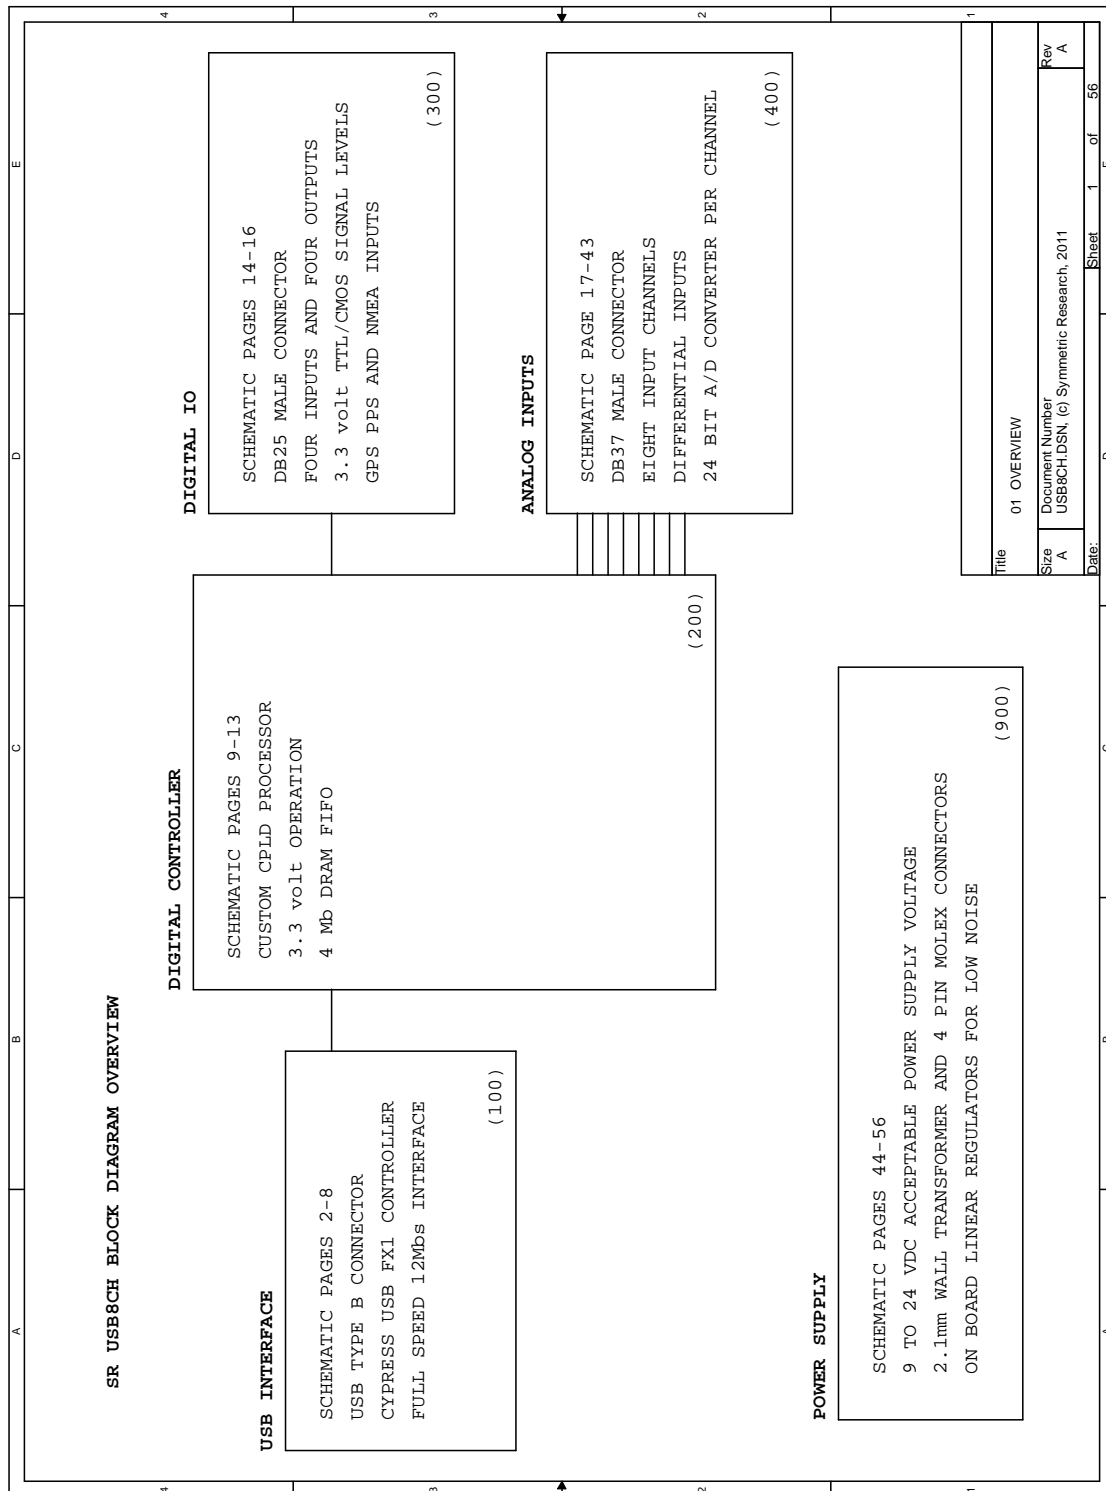 A
B
C
D
E
4
3
2
1
SR USB8CH BLOCK DIAGRAM OVERVIEW
USB INTERFACE
SCHEMATIC PAGES 2-8
USB TYPE B CONNECTOR
CYPRESS USB FX1 CONTROLLER
FULL SPEED 12Mbs INTERFACE
(100)
DIGITAL CONTROLLER
SCHEMATIC PAGES 9-13
CUSTOM CPLD PROCESSOR
3.3 volt OPERATION
4 Mb DRAM FIFO
(200)
DIGITAL IO
SCHEMATIC PAGES 14-16
DB25 MALE CONNECTOR
FOUR INPUTS AND FOUR OUTPUTS
3.3 volt TTL/CMOS SIGNAL LEVELS
GPS PPS AND NMEA INPUTS
(300)
ANALOG INPUTS
SCHEMATIC PAGE 17-43
DB37 MALE CONNECTOR
EIGHT INPUT CHANNELS
DIFFERENTIAL INPUTS
24 BIT A/D CONVERTER PER CHANNEL
(400)
POWER SUPPLY
SCHEMATIC PAGES 44-56
9 TO 24 VDC ACCEPTABLE POWER SUPPLY VOLTAGE
2.1mm WALL TRANSFORMER AND 4 PIN MOLEX CONNECTORS
ON BOARD LINEAR REGULATORS FOR LOW NOISE
(900)
Title
01 OVERVIEW
Size
A
Document Number
USB8CH.DSN, (c) Symmetric Research, 2011
Rev
A
Date:
Sheet 1 of 56
4
3
2
1
A
B
C
D
E